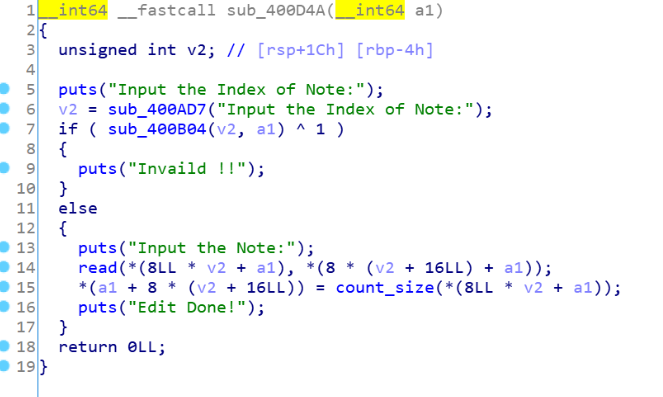 1 __int64 __fastcall sub_400D4A(__int64 a1)
2 {
3   unsigned int v2; // [rsp+1Ch] [rbp-4h]
4
5   puts("Input the Index of Note:");
6   v2 = sub_400AD7("Input the Index of Note:");
7   if ( sub_400B04(v2, a1) ^ 1 )
8   {
9     puts("Invaild !!");
10   }
11   else
12   {
13     puts("Input the Note:");
14     read(*(8LL * v2 + a1), *(8 * (v2 + 16LL) + a1));
15     *(a1 + 8 * (v2 + 16LL)) = count_size(*(8LL * v2 + a1));
16     puts("Edit Done!");
17   }
18   return 0LL;
19 }